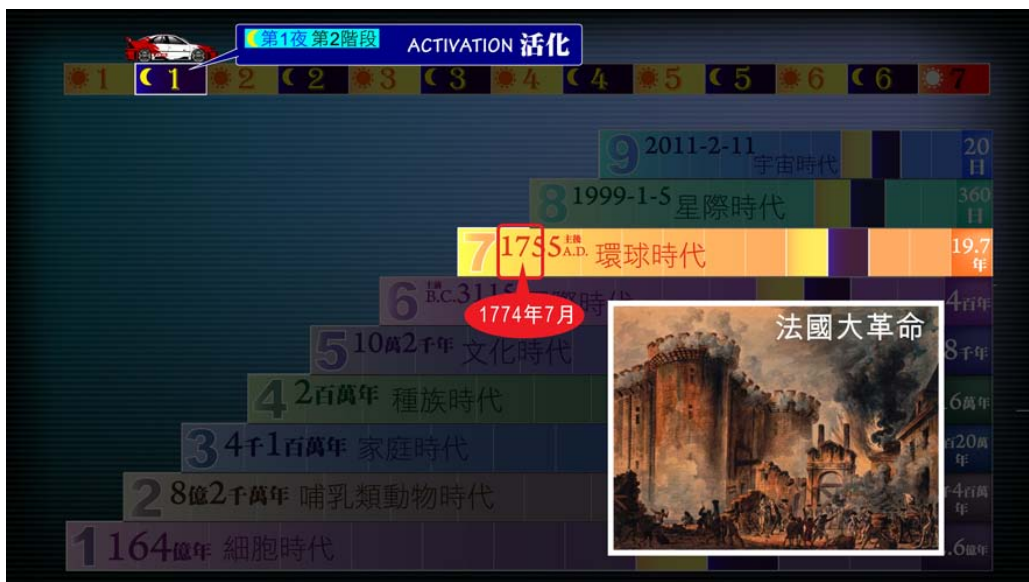 第1夜 第2階段 ACTIVATION 活化
1 1 2 2 3 3 4 4 5 5 6 6 7
9 2011-2-11 宇宙時代 20日
8 1999-1-5 星際時代 360日
7 1755 主後 A.D. 環球時代 19.7年
6 主前 B.C.3115 際時代 4百年
1774年7月
法國大革命
5 10萬2千年 文化時代 8千年
4 2百萬年 種族時代 6萬年
3 4千1百萬年 家庭時代 百20萬年
2 8億2千萬年 哺乳類動物時代 千4百萬年
1 164億年 細胞時代 .6億年